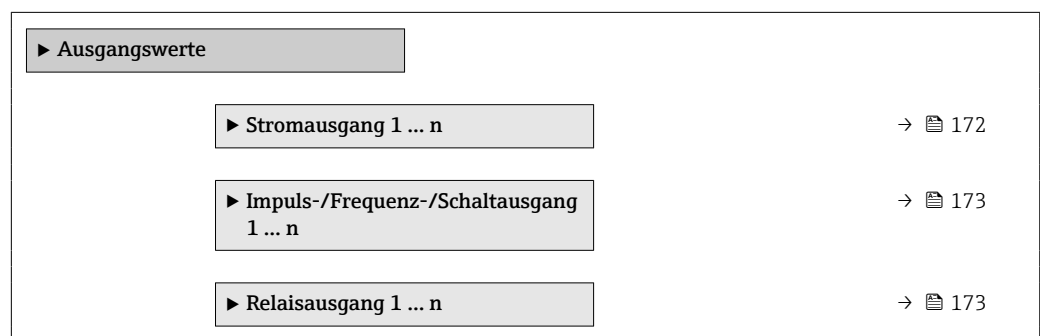 ▶ Ausgangswerte
▶ Stromausgang 1 … n → 172
▶ Impuls-/Frequenz-/Schaltausgang → 173
1 … n
▶ Relaisausgang 1 … n → 173